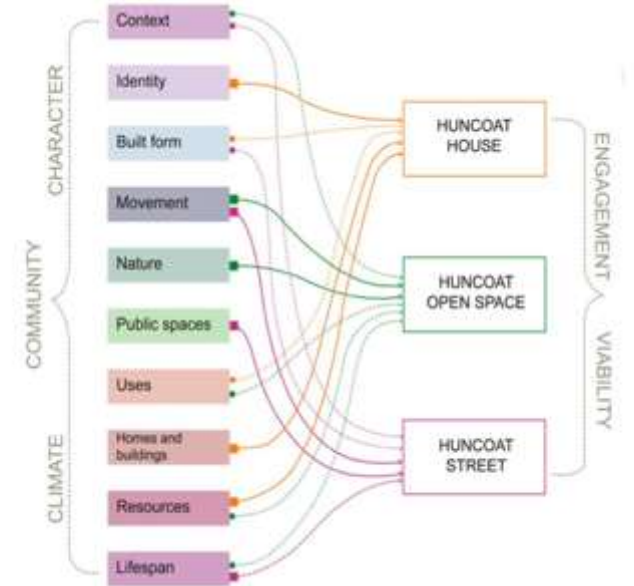 CHARACTER
COMMUNITY
CLIMATE
Context
Identity
Built form
Movement
Nature
Public spaces
Uses
Homes and
buildings
Resources
Lifespan
HUNCOAT
HOUSE
HUNCOAT
OPEN SPACE
HUNCOAT
STREET
ENGAGEMENT
VIABILITY